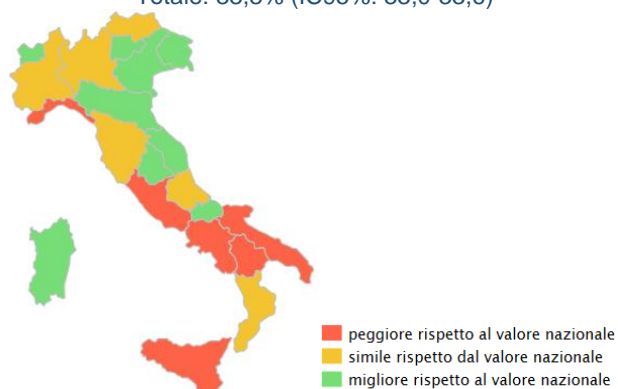 peggiore rispetto al valore nazionale
simile rispetto dal valore nazionale
migliore rispetto al valore nazionale